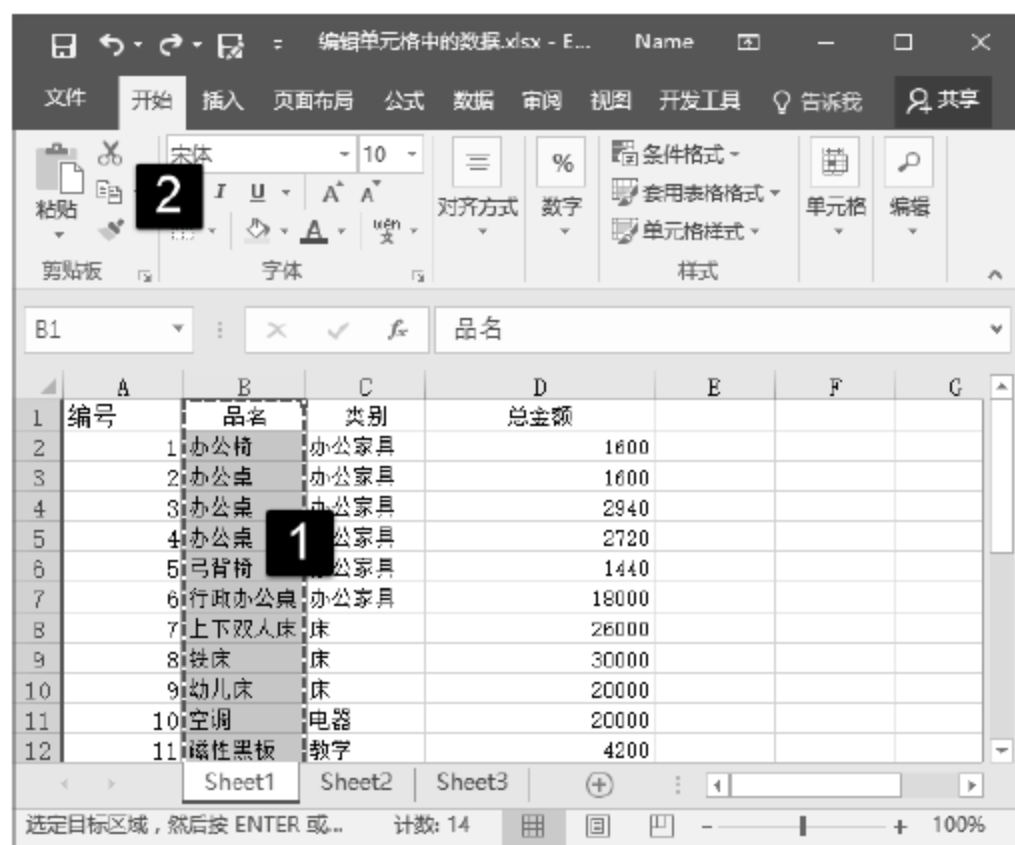 编辑单元格中的数据.xlsx - E... Name
文件 开始 插入 页面布局 公式 数据 审阅 视图 开发工具 告诉我 共享
宋体 10 % 条件格式
2 I U A A 对齐方式 数字 套用表格格式 单元格 编辑
粘贴 A wén 文 单元格样式
剪贴板 字体 样式
B1 fx 品名
A B C D E F G
1 编号 品名 类别 总金额
2 1 办公椅 办公家具 1600
3 2 办公桌 办公家具 1600
4 3 办公桌 办公家具 2940
5 4 办公桌 1 公家具 2720
6 5 弓背椅 办公家具 1440
7 6 行政办公桌 办公家具 18000
8 7 上下双人床 床 26000
9 8 铁床 床 30000
10 9 幼儿床 床 20000
11 10 空调 电器 20000
12 11 磁性黑板 教学 4200
Sheet1 Sheet2 Sheet3
选定目标区域，然后按 ENTER 或... 计数: 14 100%